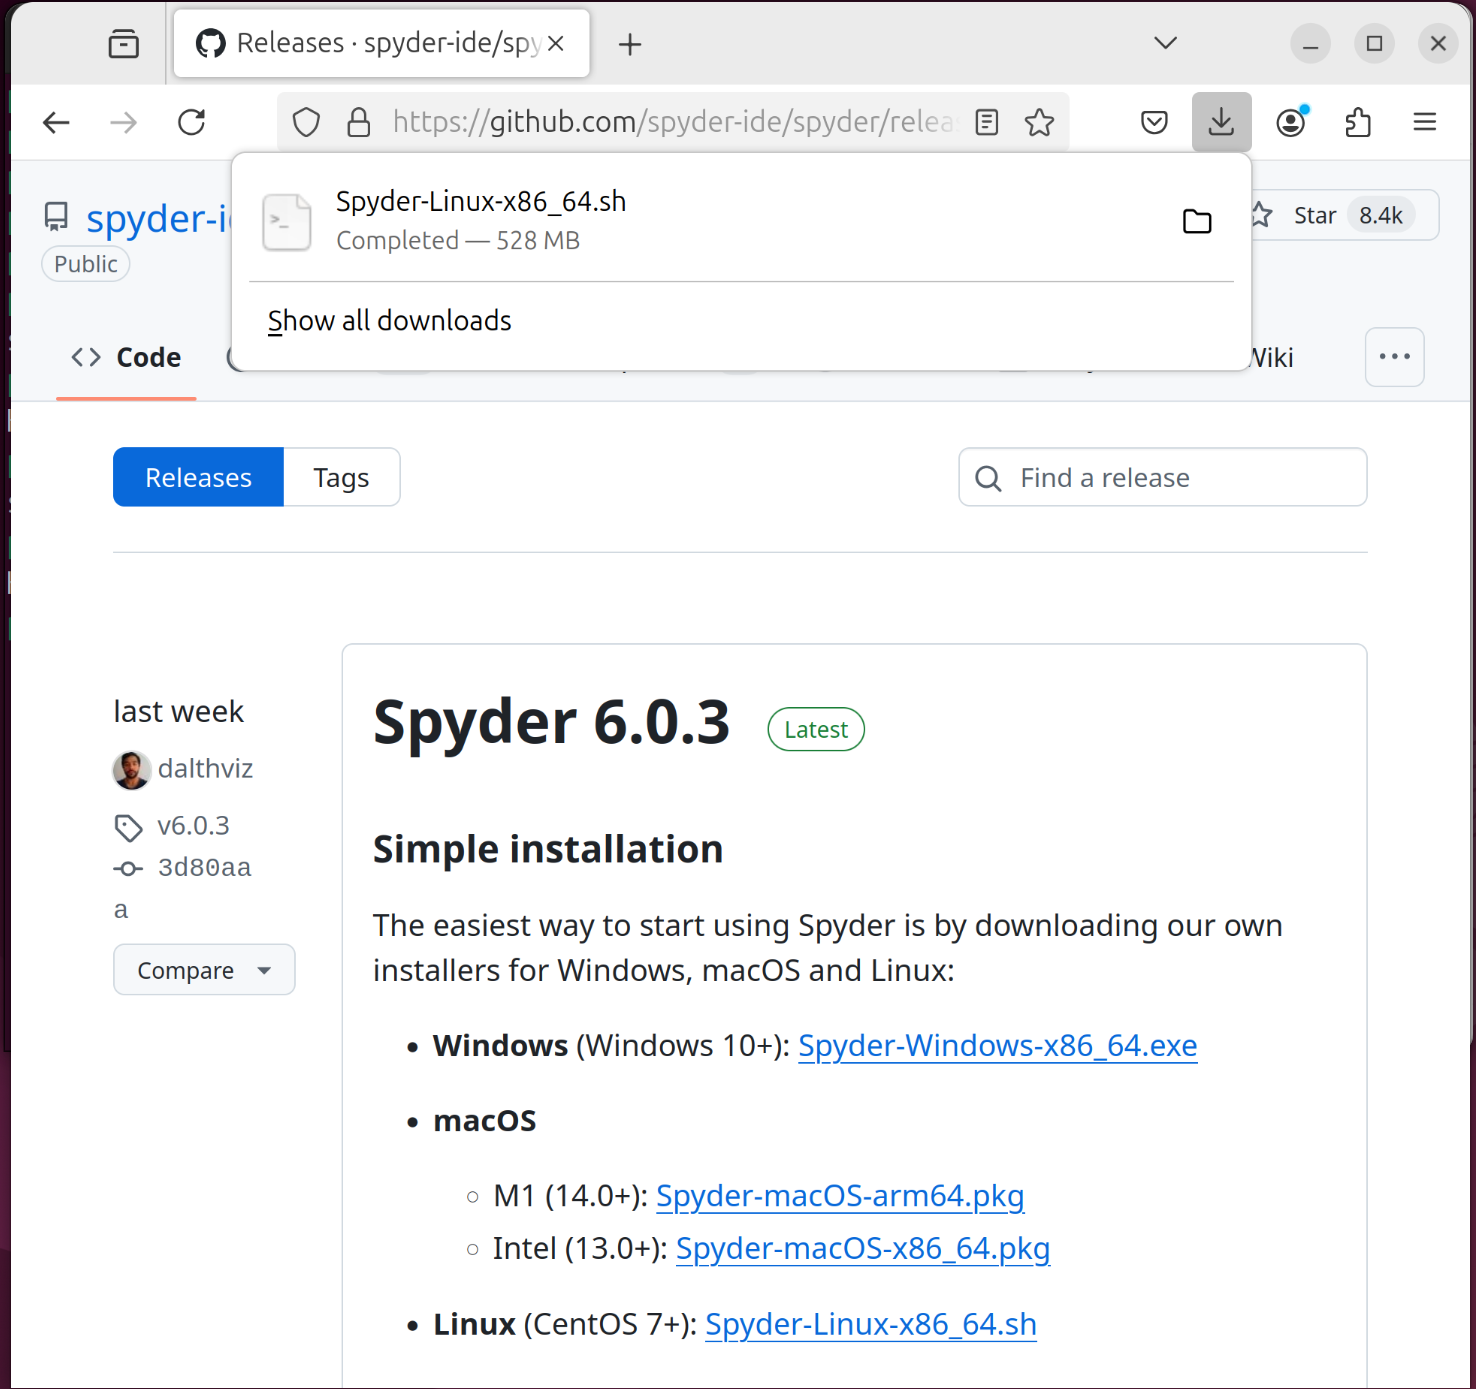 Releases · spyder-ide/spy
https://github.com/spyder-ide/spyder/relea
Spyder-Linux-x86_64.sh
Completed — 528 MB
Show all downloads
spyder-i
Public
Star 8.4k
Code
Wiki
Releases
Tags
Find a release
last week
dalthviz
v6.0.3
3d80aa
a
Compare
Spyder 6.0.3 Latest
Simple installation
The easiest way to start using Spyder is by downloading our own
installers for Windows, macOS and Linux:
• Windows (Windows 10+): Spyder-Windows-x86_64.exe
• macOS
○ M1 (14.0+): Spyder-macOS-arm64.pkg
○ Intel (13.0+): Spyder-macOS-x86_64.pkg
• Linux (CentOS 7+): Spyder-Linux-x86_64.sh